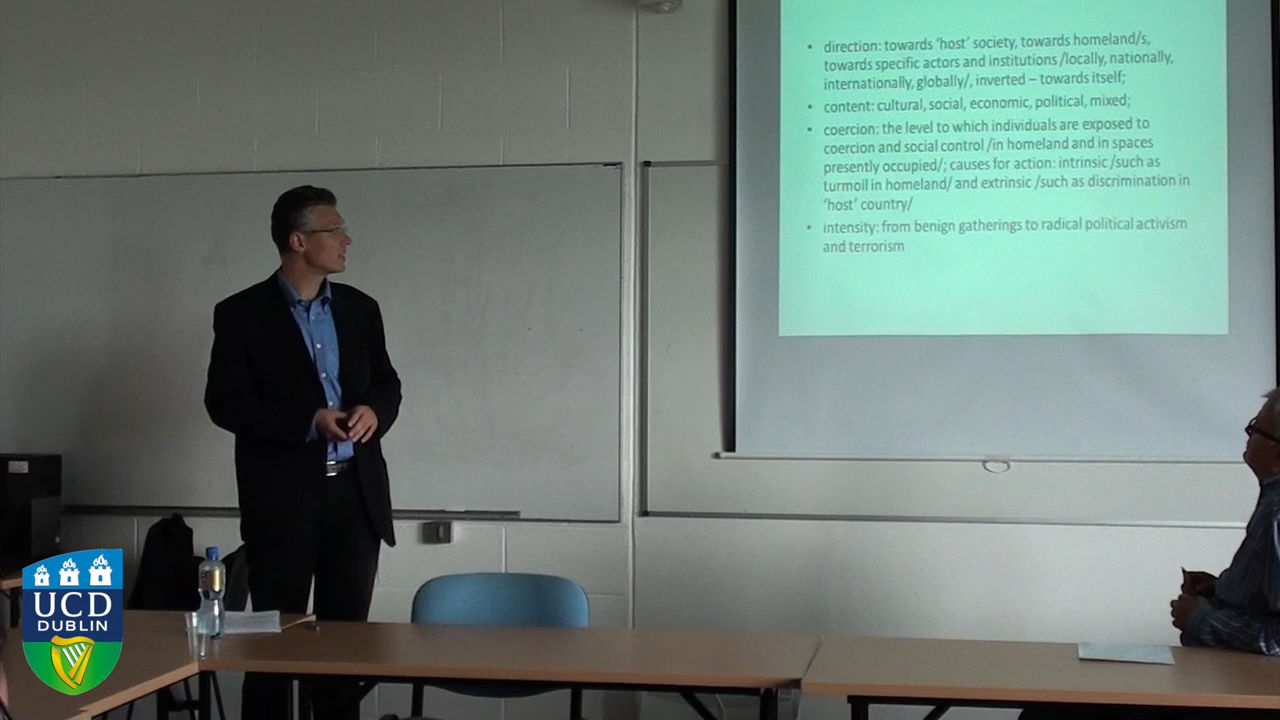 • direction: towards ‘host’ society, towards homeland/s,
towards specific actors and institutions /locally, nationally,
internationally, globally/, inverted – towards itself;
• content: cultural, social, economic, political, mixed;
• coercion: the level to which individuals are exposed to
coercion and social control /in homeland and in spaces
presently occupied/; causes for action: intrinsic /such as
turmoil in homeland/ and extrinsic /such as discrimination in
‘host’ country/
• intensity: from benign gatherings to radical political activism
and terrorism
UCD
DUBLIN